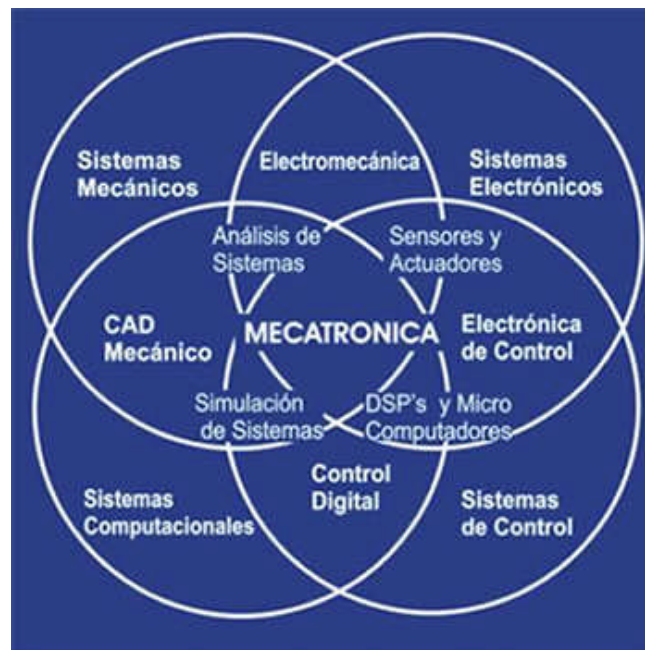 Sistemas
Mecánicos
Electromecánica
Sistemas
Electrónicos
Análisis de
Sistemas
Sensores y
Actuadores
CAD
Mecánico
MECATRONICA
Electrónica
de Control
Simulación
de Sistemas
DSP's y Micro
Computadores
Control
Digital
Sistemas
Computacionales
Sistemas
de Control